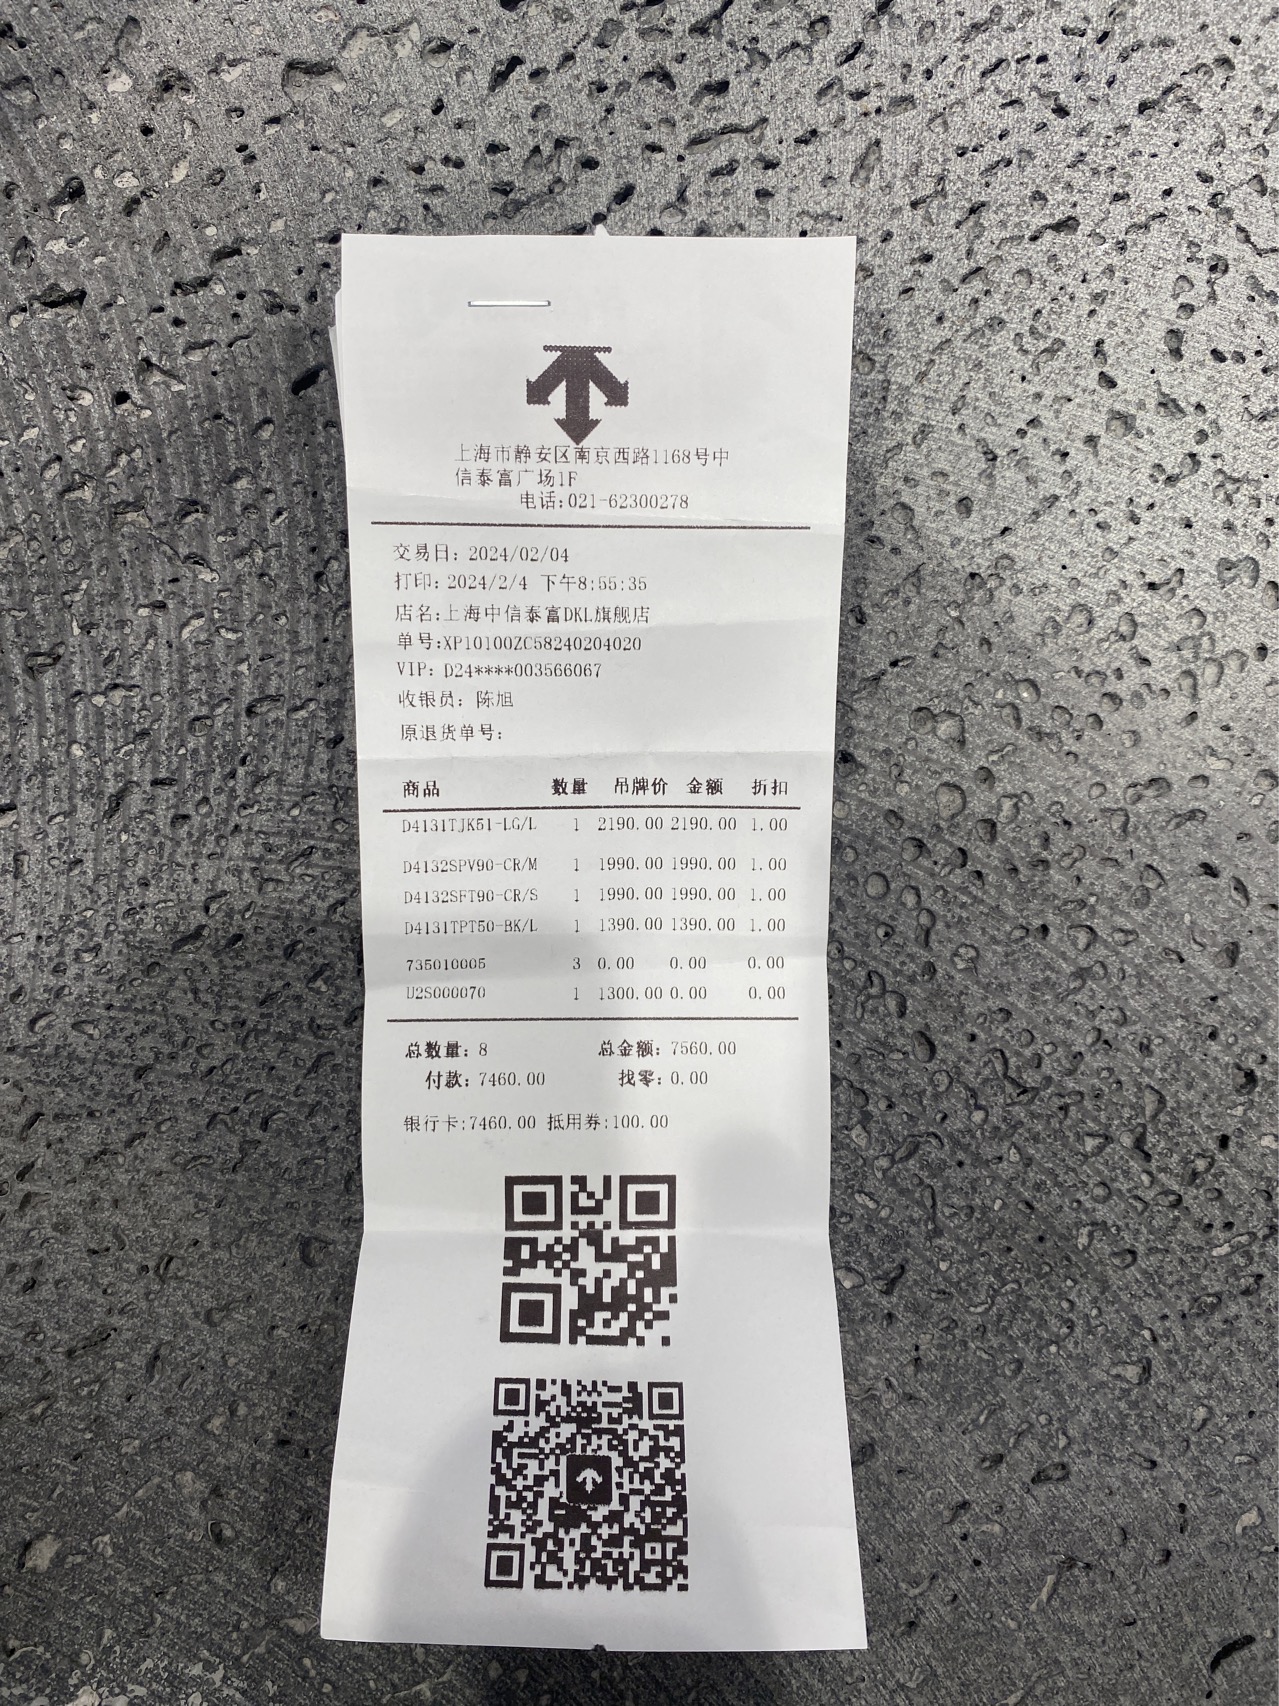 上海市静安区南京西路1168号中
信泰富广场1F
电话:021-62300278
交易日: 2024/02/04
打印: 2024/2/4 下午8:55:35
店名:上海中信泰富DKL旗舰店
单号:XP10100ZC58240204020
VIP: D24****003566067
收银员: 陈旭
原退货单号:
商品 数量 吊牌价 金额 折扣
D4131TJK51-LG/L 1 2190.00 2190.00 1.00
D4132SPV90-CR/M 1 1990.00 1990.00 1.00
D4132SFT90-CR/S 1 1990.00 1990.00 1.00
D4131TPT50-BK/L 1 1390.00 1390.00 1.00
735010005 3 0.00 0.00 0.00
U2S000070 1 1300.00 0.00 0.00
总数量: 8 总金额: 7560.00
付款: 7460.00 找零: 0.00
银行卡:7460.00 抵用券:100.00